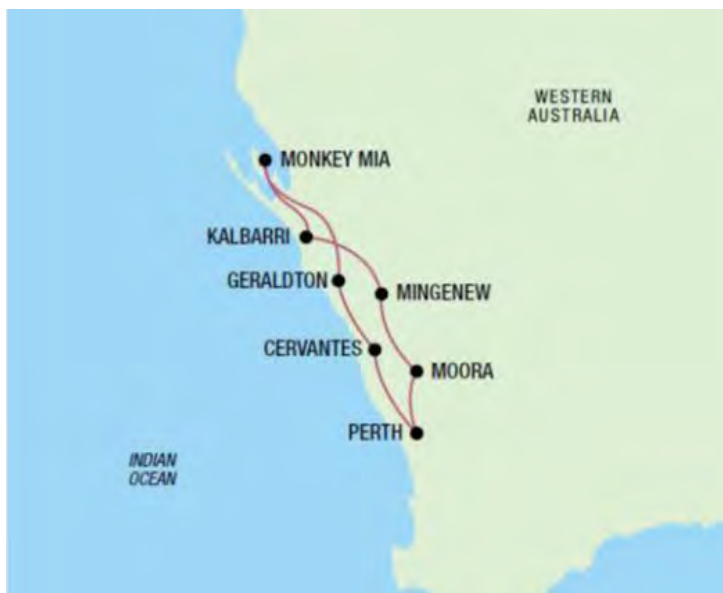 WESTERN
AUSTRALIA
MONKEY MIA
KALBARRI
GERALDTON
MINGENEW
CERVANTES
MOORA
PERTH
INDIAN
OCEAN